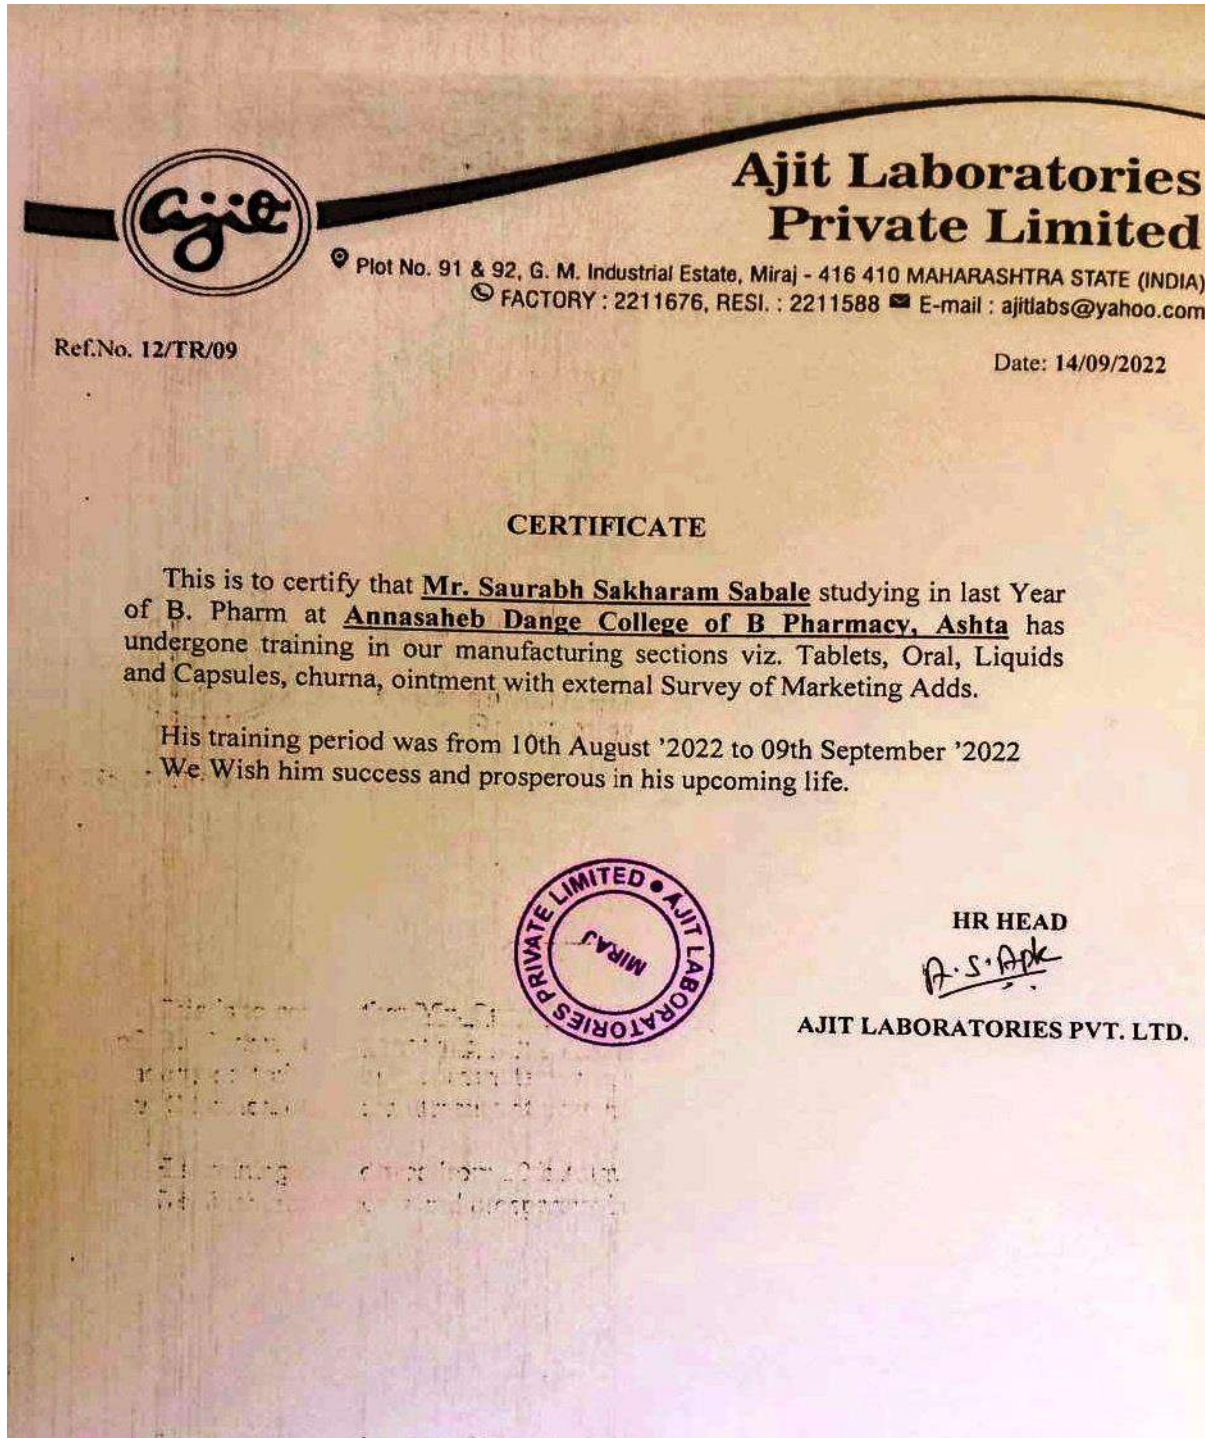 ajit
Ajit Laboratories
Private Limited
Plot No. 91 & 92, G. M. Industrial Estate, Miraj - 416 410 MAHARASHTRA STATE (INDIA)
FACTORY : 2211676, RESI. : 2211588 E-mail : ajitlabs@yahoo.com
Ref.No. 12/TR/09
Date: 14/09/2022
CERTIFICATE
This is to certify that Mr. Saurabh Sakharam Sabale studying in last Year
of B. Pharm at Annasaheb Dange College of B Pharmacy, Ashta has
undergone training in our manufacturing sections viz. Tablets, Oral, Liquids
and Capsules, churna, ointment with external Survey of Marketing Adds.
His training period was from 10th August '2022 to 09th September '2022
We Wish him success and prosperous in his upcoming life.
AJIT LABORATORIES PRIVATE LIMITED
MIRAJ
HR HEAD
AJIT LABORATORIES PVT. LTD.